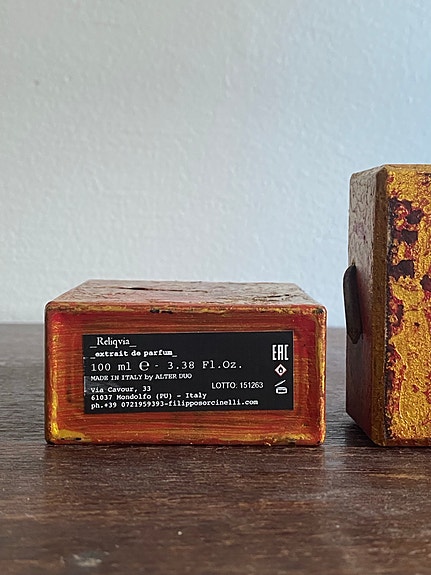 _Reliqvia_
_extrait de parfum_
100 ml ℮ - 3.38 Fl.Oz.
MADE IN ITALY by ALTER DUO
LOTTO: 151263
Via Cavour, 33
61037 Mondolfo (PU) - Italy
ph.+39 0721959393-filipposorcinelli.com
EAC